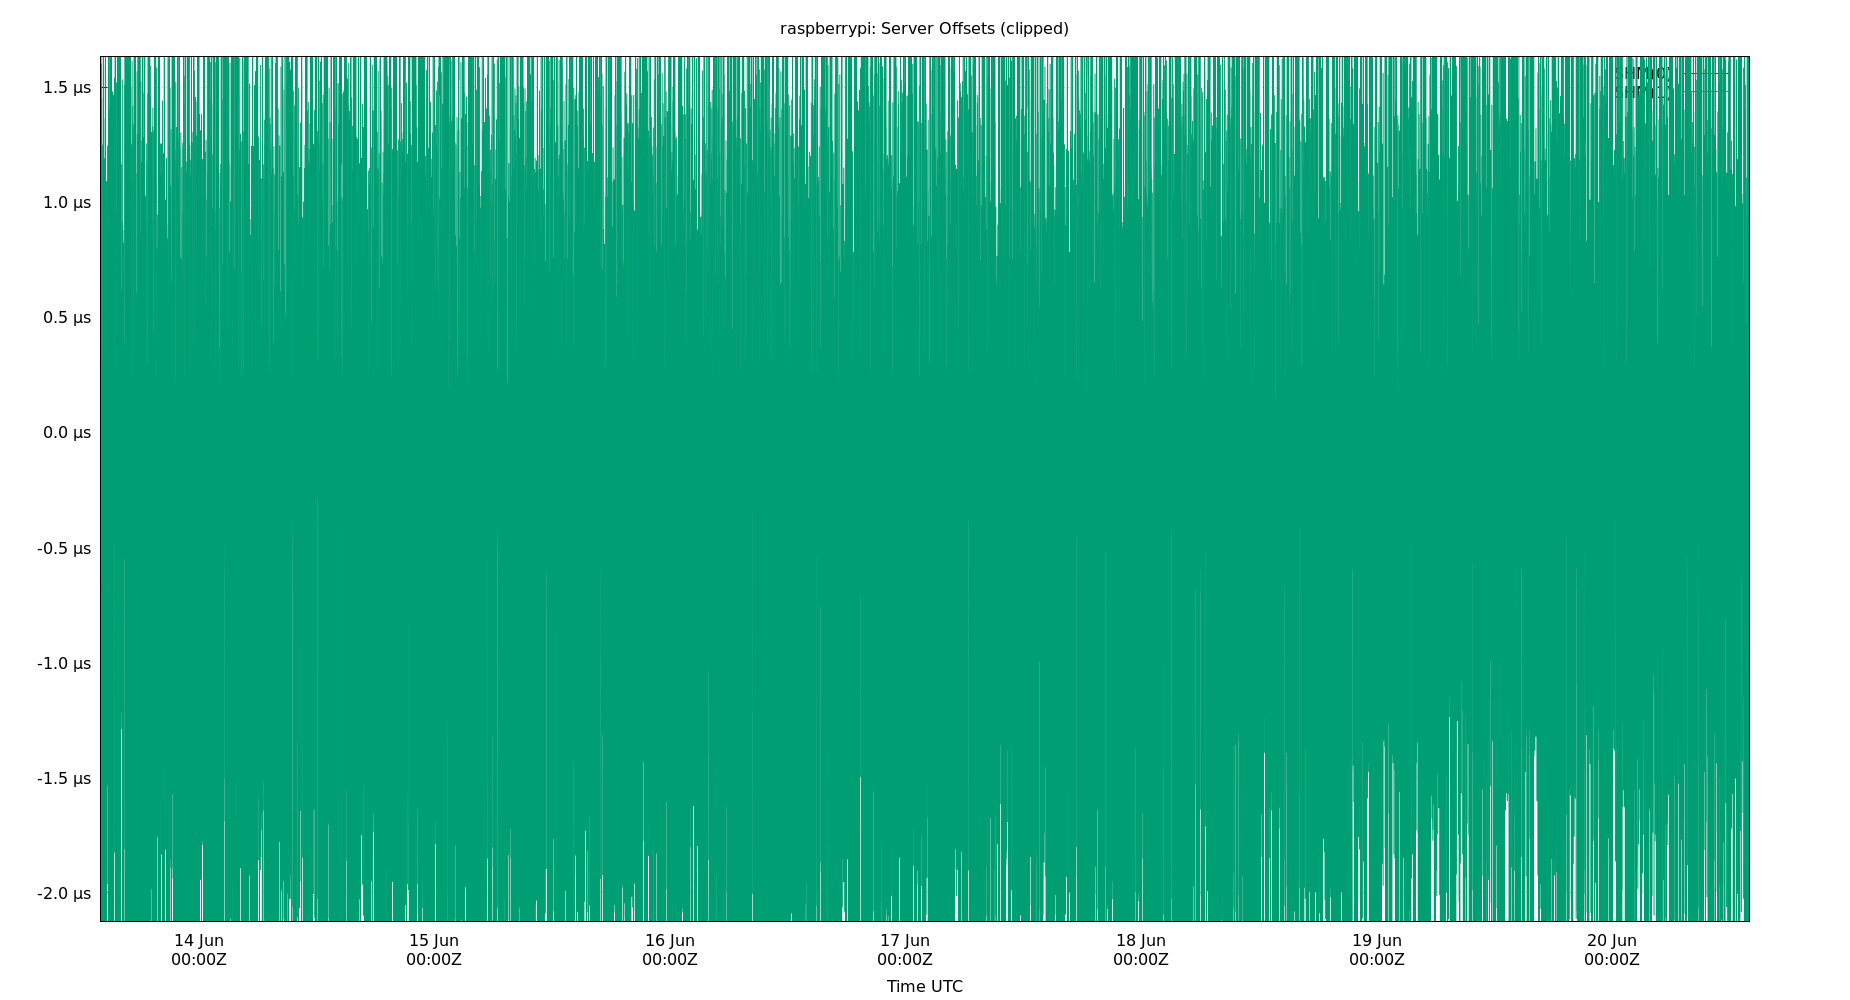 raspberrypi: Server Offsets (clipped)
1.5 µs
1.0 µs
0.5 µs
0.0 µs
-0.5 µs
-1.0 µs
-1.5 µs
-2.0 µs
SHM(0)
14 Jun
00:00Z
15 Jun
00:00Z
16 Jun
00:00Z
17 Jun
00:00Z
18 Jun
00:00Z
19 Jun
00:00Z
20 Jun
00:00Z
Time UTC